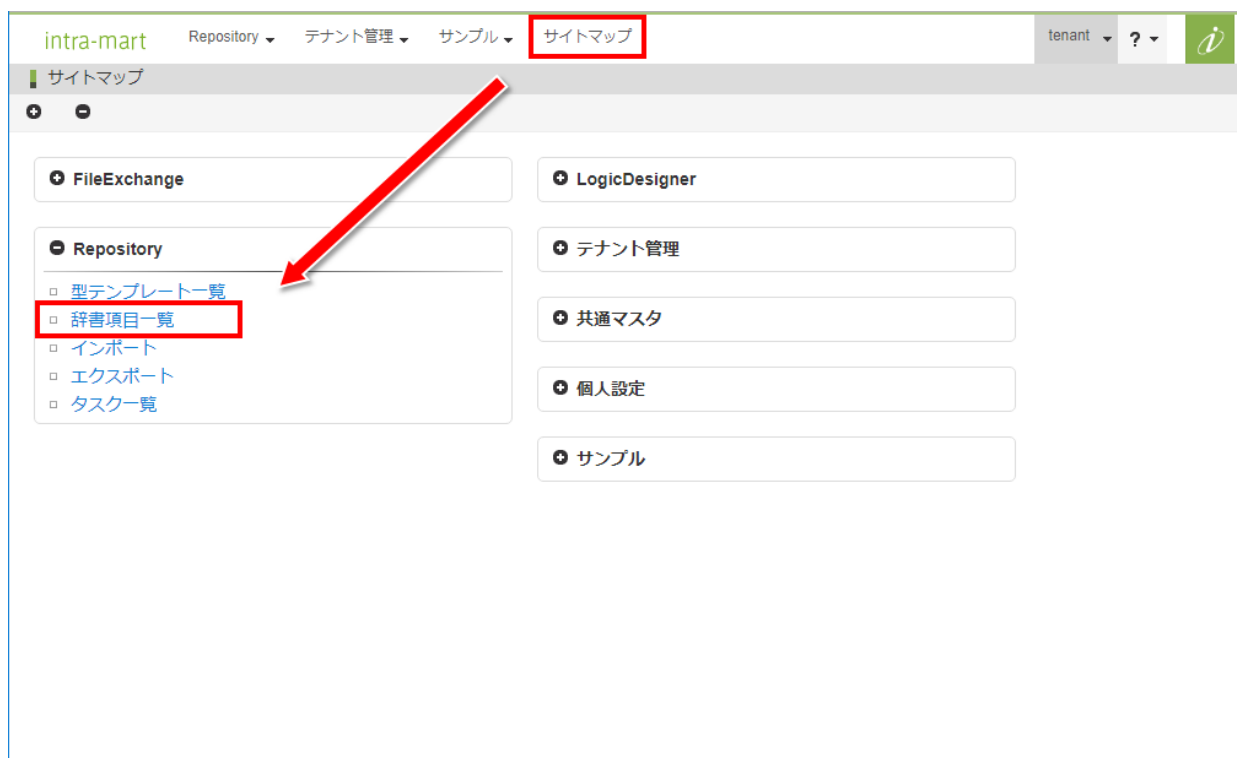 intra-mart Repository テナント管理 サンプル サイトマップ tenant ? i
サイトマップ
FileExchange
LogicDesigner
Repository
型テンプレート一覧
辞書項目一覧
インポート
エクスポート
タスク一覧
テナント管理
共通マスタ
個人設定
サンプル